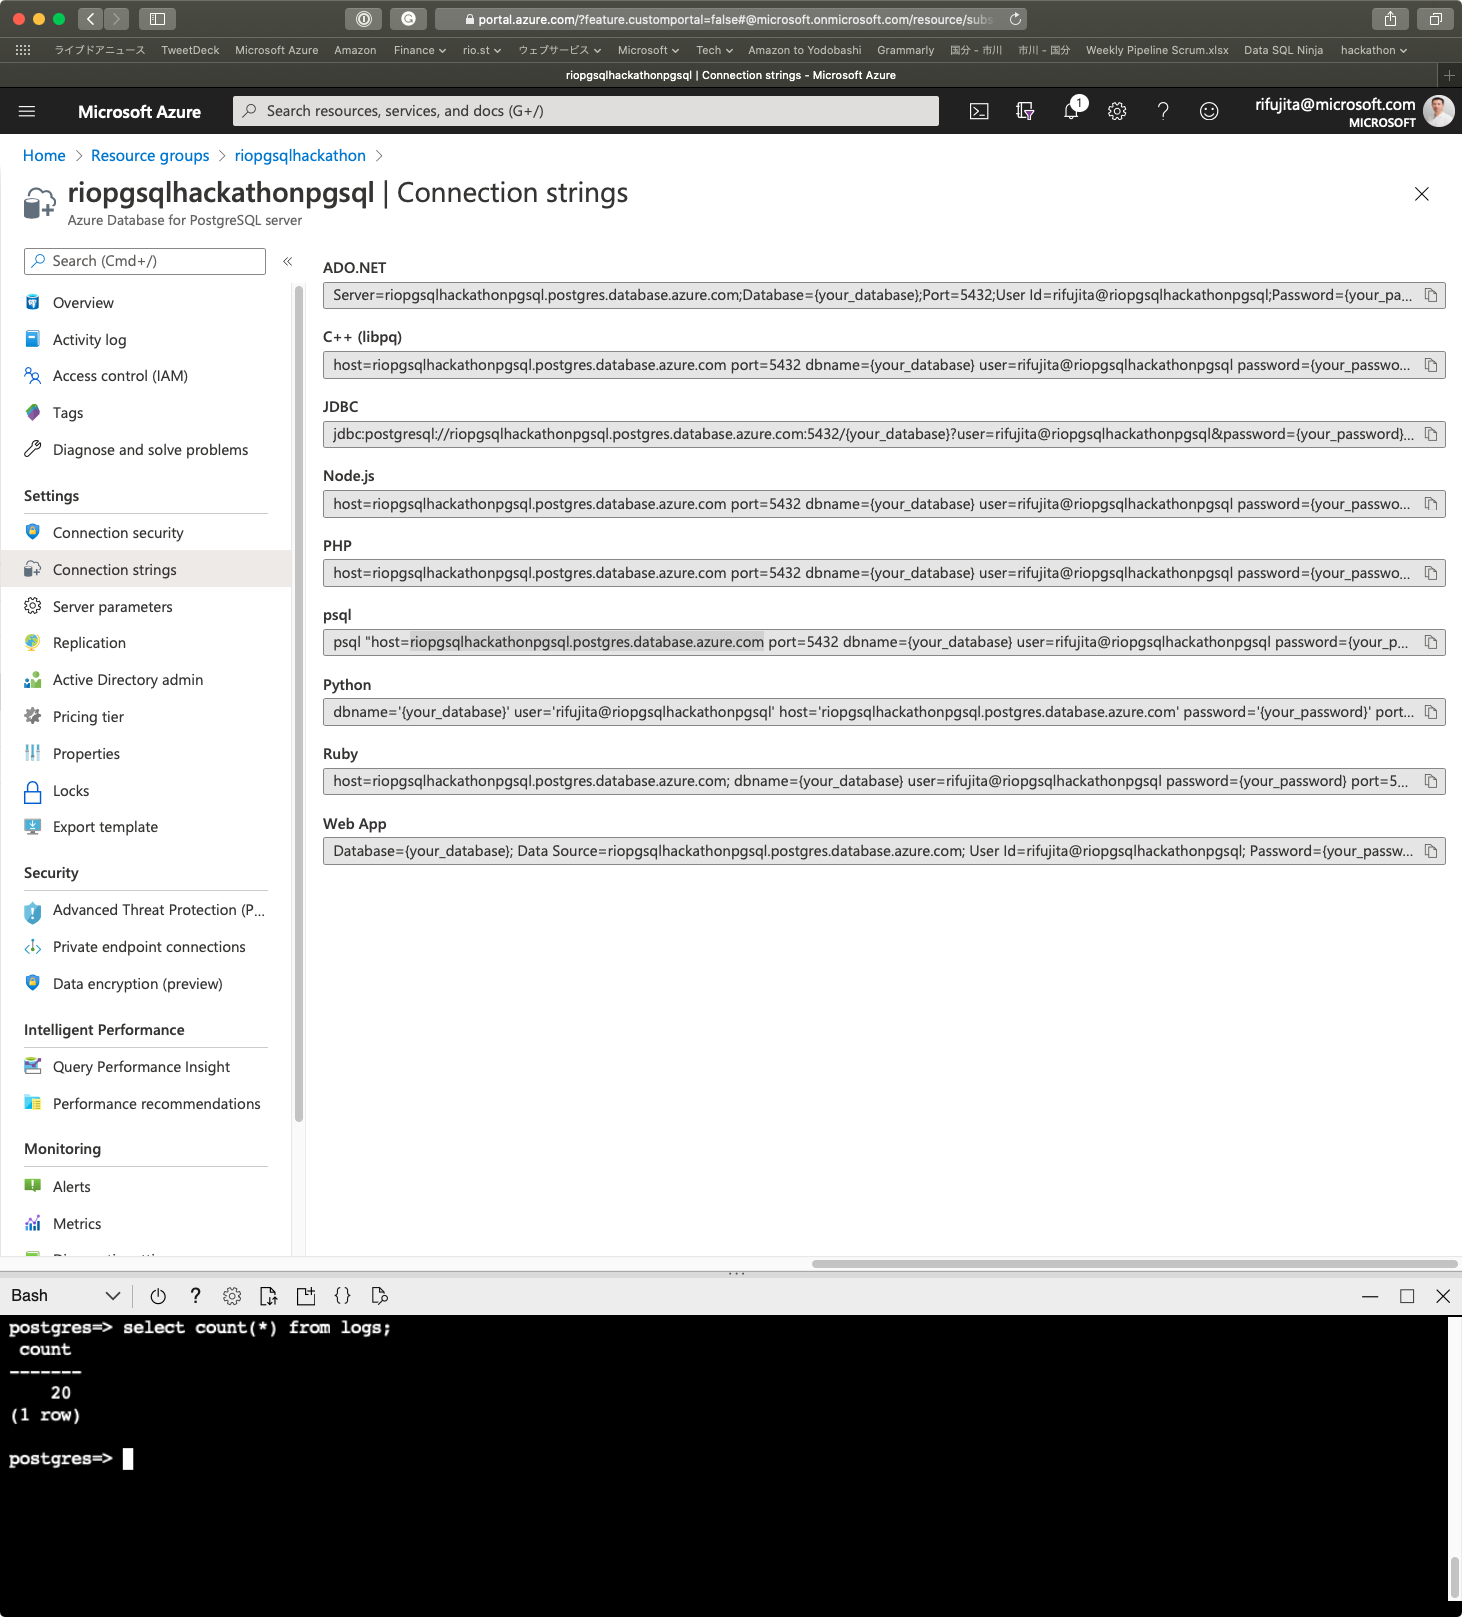 portal.azure.com/?feature.customportal=false#@microsoft.onmicrosoft.com/resource/subs
ライブドアニュース TweetDeck Microsoft Azure Amazon Finance rio.st ウェブサービス Microsoft Tech Amazon to Yodobashi Grammarly 国分 - 市川 市川 - 国分 Weekly Pipeline Scrum.xlsx Data SQL Ninja hackathon
riopgsqlhackathonpgsql | Connection strings - Microsoft Azure
Microsoft Azure
Search resources, services, and docs (G+/)
1
rifujita@microsoft.com
MICROSOFT
Home > Resource groups > riopgsqlhackathon >
riopgsqlhackathonpgsql | Connection strings
Azure Database for PostgreSQL server
Search (Cmd+/)
«
Overview
Activity log
Access control (IAM)
Tags
Diagnose and solve problems
Settings
Connection security
Connection strings
Server parameters
Replication
Active Directory admin
Pricing tier
Properties
Locks
Export template
Security
Advanced Threat Protection (P...
Private endpoint connections
Data encryption (preview)
Intelligent Performance
Query Performance Insight
Performance recommendations
Monitoring
Alerts
Metrics
ADO.NET
Server=riopgsqlhackathonpgsql.postgres.database.azure.com;Database={your_database};Port=5432;User Id=rifujita@riopgsqlhackathonpgsql;Password={your_pa...
C++ (libpq)
host=riopgsqlhackathonpgsql.postgres.database.azure.com port=5432 dbname={your_database} user=rifujita@riopgsqlhackathonpgsql password={your_passwo...
JDBC
jdbc:postgresql://riopgsqlhackathonpgsql.postgres.database.azure.com:5432/{your_database}?user=rifujita@riopgsqlhackathonpgsql&password={your_password}...
Node.js
host=riopgsqlhackathonpgsql.postgres.database.azure.com port=5432 dbname={your_database} user=rifujita@riopgsqlhackathonpgsql password={your_passwo...
PHP
host=riopgsqlhackathonpgsql.postgres.database.azure.com port=5432 dbname={your_database} user=rifujita@riopgsqlhackathonpgsql password={your_passwo...
psql
psql "host=riopgsqlhackathonpgsql.postgres.database.azure.com port=5432 dbname={your_database} user=rifujita@riopgsqlhackathonpgsql password={your_p...
Python
dbname='{your_database}' user='rifujita@riopgsqlhackathonpgsql' host='riopgsqlhackathonpgsql.postgres.database.azure.com' password='{your_password}' port...
Ruby
host=riopgsqlhackathonpgsql.postgres.database.azure.com; dbname={your_database} user=rifujita@riopgsqlhackathonpgsql password={your_password} port=5...
Web App
Database={your_database}; Data Source=riopgsqlhackathonpgsql.postgres.database.azure.com; User Id=rifujita@riopgsqlhackathonpgsql; Password={your_passw...
Bash
postgres=> select count(*) from logs;
count
-------
20
(1 row)
postgres=>